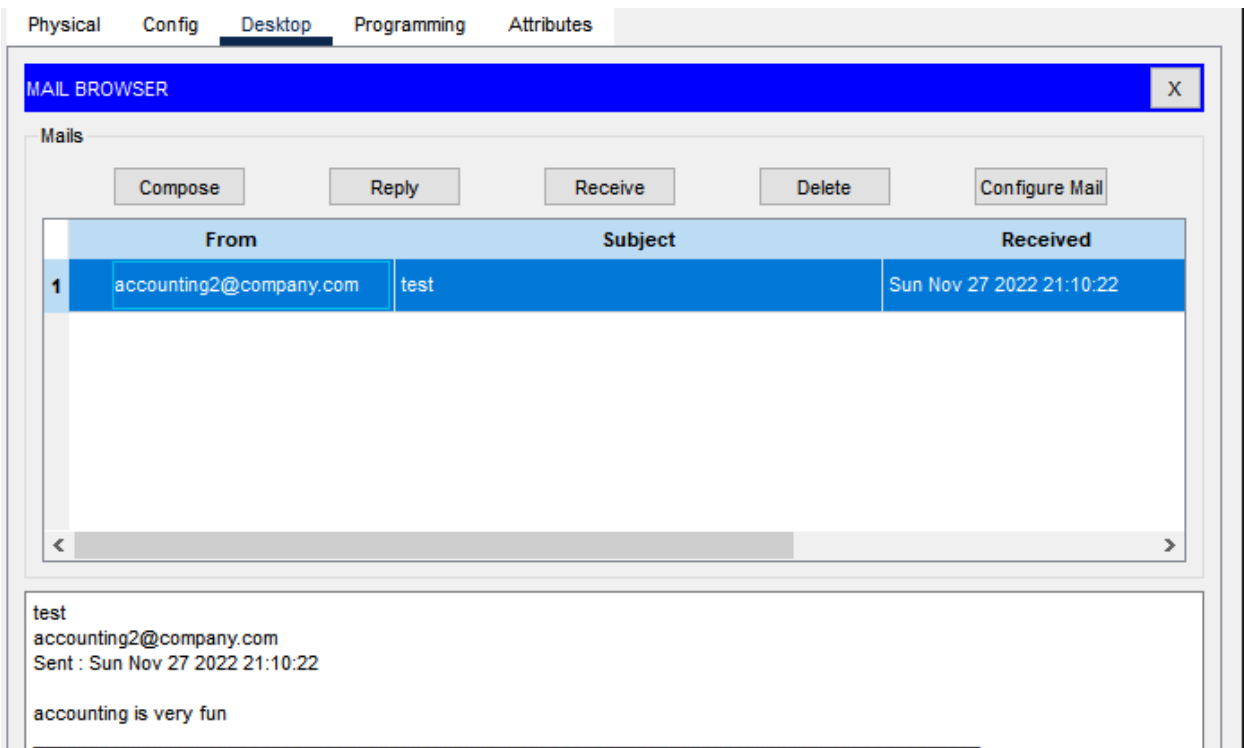 Physical Config Desktop Programming Attributes
MAIL BROWSER X
Mails
Compose Reply Receive Delete Configure Mail
From Subject Received
1 accounting2@company.com test Sun Nov 27 2022 21:10:22
test
accounting2@company.com
Sent : Sun Nov 27 2022 21:10:22
accounting is very fun